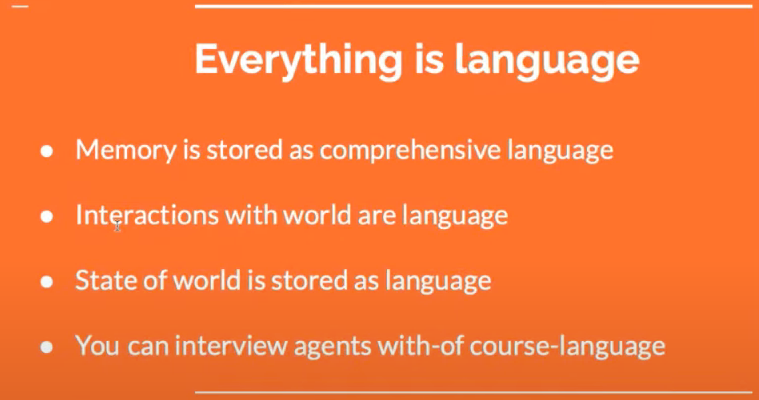 Everything is language
● Memory is stored as comprehensive language
● Interactions with world are language
● State of world is stored as language
● You can interview agents with-of course-language